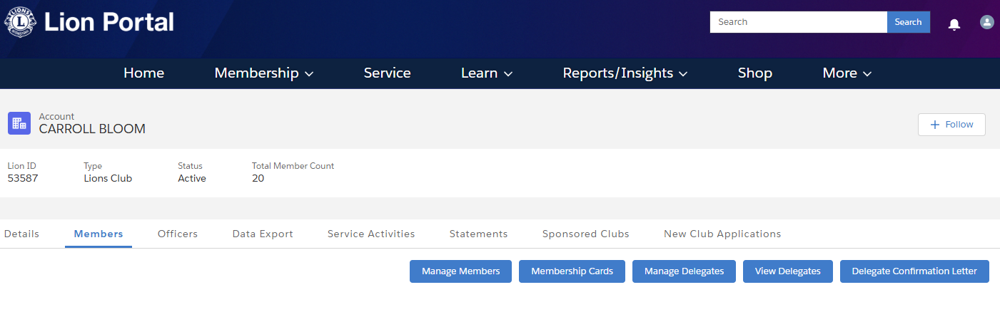 LIONS
L
INTERNATIONAL
Lion Portal
Search
Search
Home
Membership
Service
Learn
Reports/Insights
Shop
More
Account
CARROLL BLOOM
Follow
Lion ID
Type
Status
Total Member Count
53587
Lions Club
Active
20
Details
Members
Officers
Data Export
Service Activities
Statements
Sponsored Clubs
New Club Applications
Manage Members
Membership Cards
Manage Delegates
View Delegates
Delegate Confirmation Letter